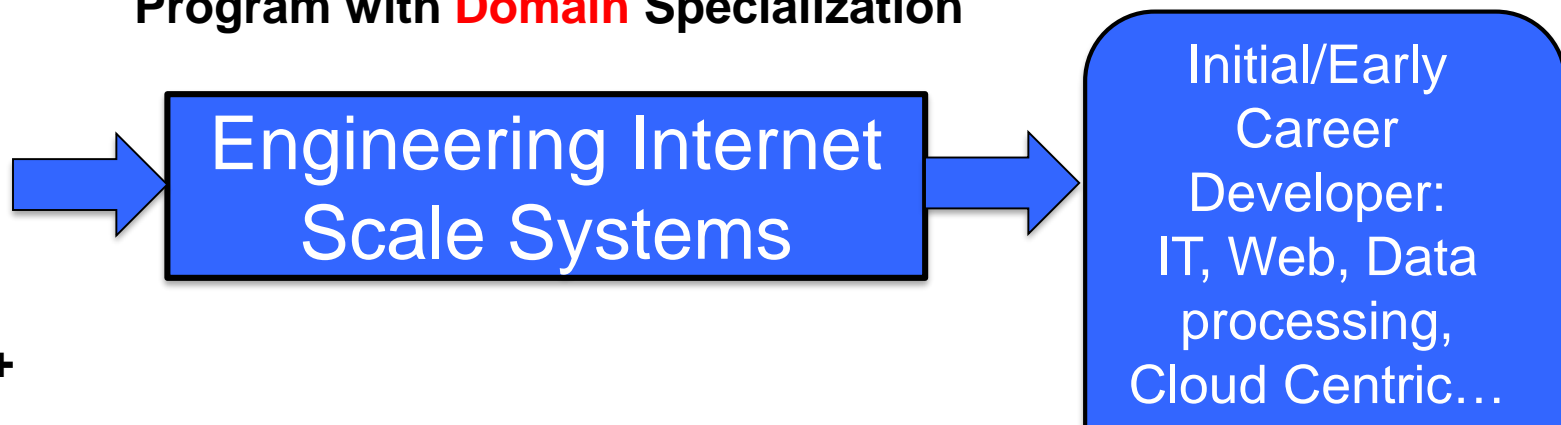 Program with Domain Specialization
Engineering Internet
Scale Systems
Initial/Early
Career
Developer:
IT, Web, Data
processing,
Cloud Centric…
+